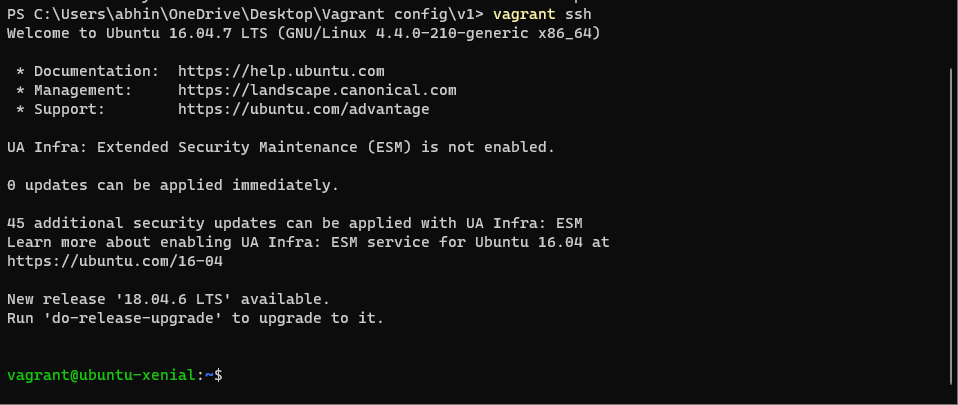 PS C:\Users\abhin\OneDrive\Desktop\Vagrant config\v1> vagrant ssh
Welcome to Ubuntu 16.04.7 LTS (GNU/Linux 4.4.0-210-generic x86_64)
* Documentation:  https://help.ubuntu.com
* Management:     https://landscape.canonical.com
* Support:        https://ubuntu.com/advantage
UA Infra: Extended Security Maintenance (ESM) is not enabled.
0 updates can be applied immediately.
45 additional security updates can be applied with UA Infra: ESM
Learn more about enabling UA Infra: ESM service for Ubuntu 16.04 at
https://ubuntu.com/16-04
New release '18.04.6 LTS' available.
Run 'do-release-upgrade' to upgrade to it.
vagrant@ubuntu-xenial:~$